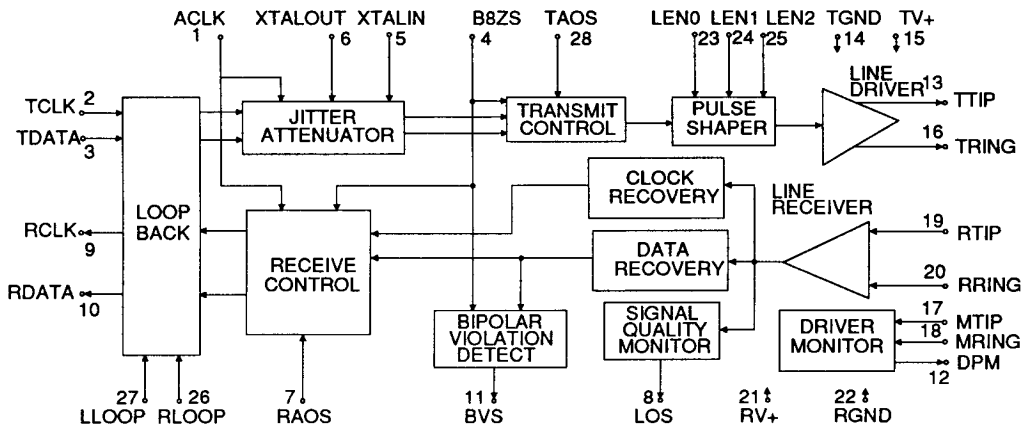 ACLK XTALOUT XTALIN B8ZS TAOS LEN0 LEN1 LEN2 TGND TV+
1 6 5 4 28 23 24 25 14 15
TCLK 2
TDATA 3
JITTER
ATTENUATOR
TRANSMIT
CONTROL
PULSE
SHAPER
LINE
DRIVER
13 TTIP
16 TRING
LOOP
BACK
CLOCK
RECOVERY
LINE
RECEIVER
RCLK 9
RDATA 10
RECEIVE
CONTROL
DATA
RECOVERY
19 RTIP
20 RRING
BIPOLAR
VIOLATION
DETECT
SIGNAL
QUALITY
MONITOR
DRIVER
MONITOR
17 MTIP
18 MRING
12 DPM
27 26 7 11 8 21 22
LLOOP RLOOP RAOS BVS LOS RV+ RGND